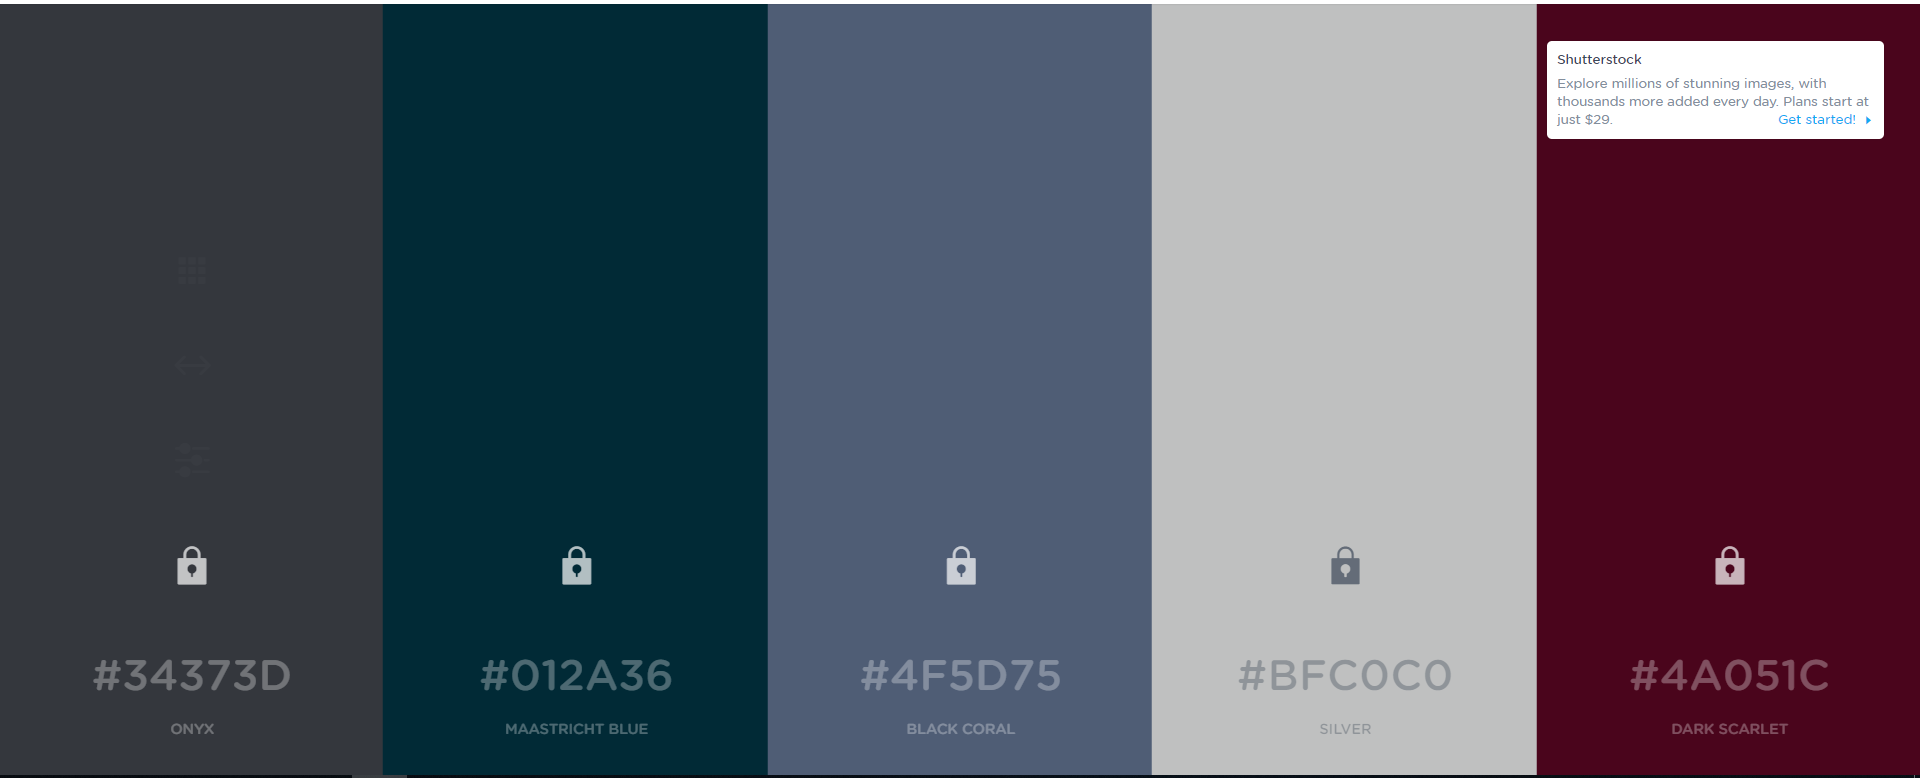 Shutterstock
Explore millions of stunning images, with
thousands more added every day. Plans start at
just $29. Get started!
#34373D
ONYX
#012A36
MAASTRICHT BLUE
#4F5D75
BLACK CORAL
#BFC0C0
SILVER
#4A051C
DARK SCARLET